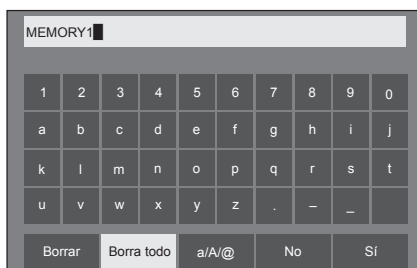 MEMORY1
1 2 3 4 5 6 7 8 9 0
a b c d e f g h i j
k l m n o p q r s t
u v w x y z . – _
Borrar Borra todo a/A/@ No Sí